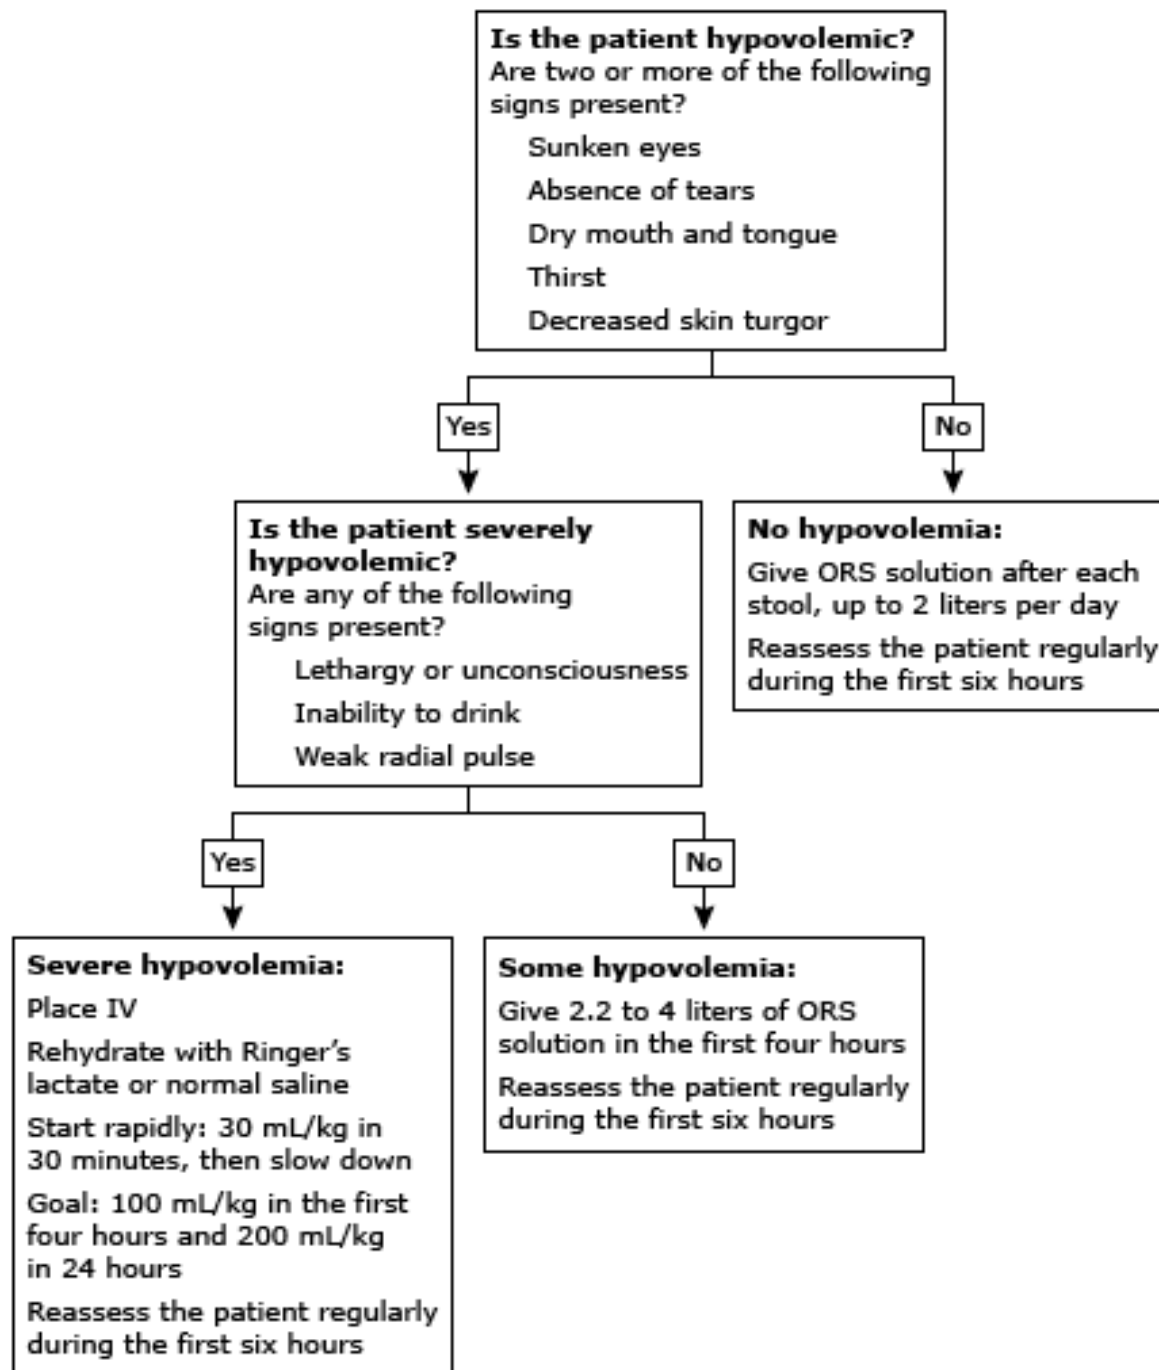 Is the patient hypovolemic?
Are two or more of the following
signs present?
Sunken eyes
Absence of tears
Dry mouth and tongue
Thirst
Decreased skin turgor
Yes
No
Is the patient severely
hypovolemic?
Are any of the following
signs present?
Lethargy or unconsciousness
Inability to drink
Weak radial pulse
No hypovolemia:
Give ORS solution after each
stool, up to 2 liters per day
Reassess the patient regularly
during the first six hours
Yes
No
Severe hypovolemia:
Place IV
Rehydrate with Ringer's
lactate or normal saline
Start rapidly: 30 mL/kg in
30 minutes, then slow down
Goal: 100 mL/kg in the first
four hours and 200 mL/kg
in 24 hours
Reassess the patient regularly
during the first six hours
Some hypovolemia:
Give 2.2 to 4 liters of ORS
solution in the first four hours
Reassess the patient regularly
during the first six hours